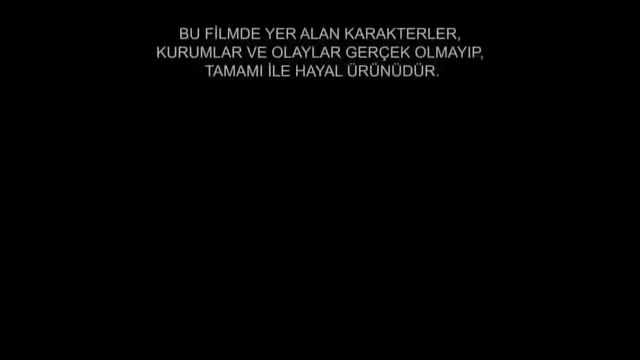 BU FİLMDE YER ALAN KARAKTERLER,
KURUMLAR VE OLAYLAR GERÇEK OLMAYIP,
TAMAMI İLE HAYAL ÜRÜNÜDÜR.